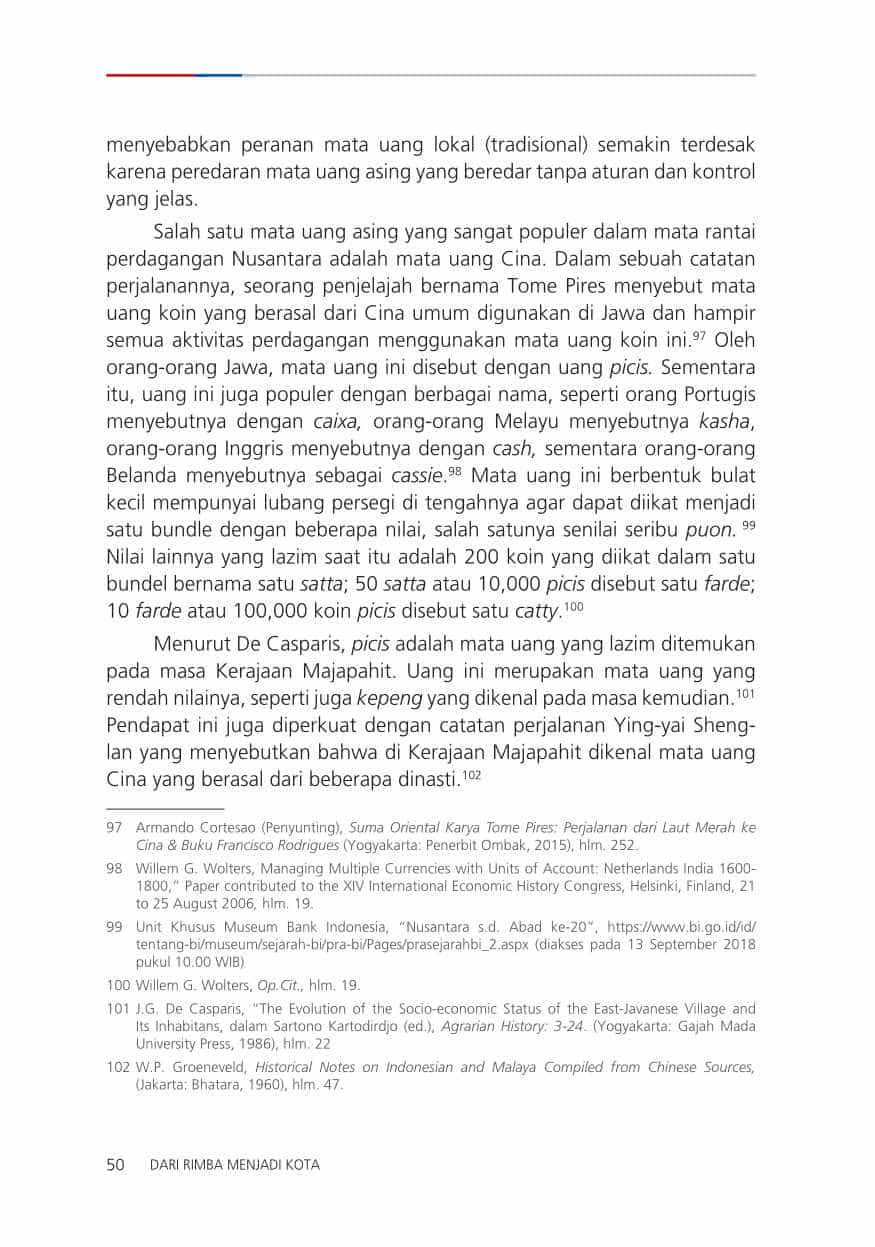 menyebabkan peranan mata uang lokal (tradisional) semakin terdesak
karena peredaran mata uang asing yang beredar tanpa aturan dan kontrol
yang jelas.
Salah satu mata uang asing yang sangat populer dalam mata rantai
perdagangan Nusantara adalah mata uang Cina. Dalam sebuah catatan
perjalanannya, seorang penjelajah bernama Tome Pires menyebut mata
uang koin yang berasal dari Cina umum digunakan di Jawa dan hampir
semua aktivitas perdagangan menggunakan mata uang koin ini.97 Oleh
orang-orang Jawa, mata uang ini disebut dengan uang picis. Sementara
itu, uang ini juga populer dengan berbagai nama, seperti orang Portugis
menyebutnya dengan caixa, orang-orang Melayu menyebutnya kasha,
orang-orang Inggris menyebutnya dengan cash, sementara orang-orang
Belanda menyebutnya sebagai cassie.98 Mata uang ini berbentuk bulat
kecil mempunyai lubang persegi di tengahnya agar dapat diikat menjadi
satu bundle dengan beberapa nilai, salah satunya senilai seribu puon. 99
Nilai lainnya yang lazim saat itu adalah 200 koin yang diikat dalam satu
bundel bernama satu satta; 50 satta atau 10,000 picis disebut satu farde;
10 farde atau 100,000 koin picis disebut satu catty.100
Menurut De Casparis, picis adalah mata uang yang lazim ditemukan
pada masa Kerajaan Majapahit. Uang ini merupakan mata uang yang
rendah nilainya, seperti juga kepeng yang dikenal pada masa kemudian.101
Pendapat ini juga diperkuat dengan catatan perjalanan Ying-yai Sheng-
lan yang menyebutkan bahwa di Kerajaan Majapahit dikenal mata uang
Cina yang berasal dari beberapa dinasti.102
97 Armando Cortesao (Penyunting), Suma Oriental Karya Tome Pires: Perjalanan dari Laut Merah ke
Cina & Buku Francisco Rodrigues (Yogyakarta: Penerbit Ombak, 2015), hlm. 252.
98 Willem G. Wolters, Managing Multiple Currencies with Units of Account: Netherlands India 1600-
1800,” Paper contributed to the XIV International Economic History Congress, Helsinki, Finland, 21
to 25 August 2006, hlm. 19.
99 Unit Khusus Museum Bank Indonesia, “Nusantara s.d. Abad ke-20”, https://www.bi.go.id/id/
tentang-bi/museum/sejarah-bi/pra-bi/Pages/prasejarahbi_2.aspx (diakses pada 13 September 2018
pukul 10.00 WIB)
100 Willem G. Wolters, Op.Cit., hlm. 19.
101 J.G. De Casparis, “The Evolution of the Socio-economic Status of the East-Javanese Village and
Its Inhabitans, dalam Sartono Kartodirdjo (ed.), Agrarian History: 3-24. (Yogyakarta: Gajah Mada
University Press, 1986), hlm. 22
102 W.P. Groeneveld, Historical Notes on Indonesian and Malaya Compiled from Chinese Sources,
(Jakarta: Bhatara, 1960), hlm. 47.
50 DARI RIMBA MENJADI KOTA